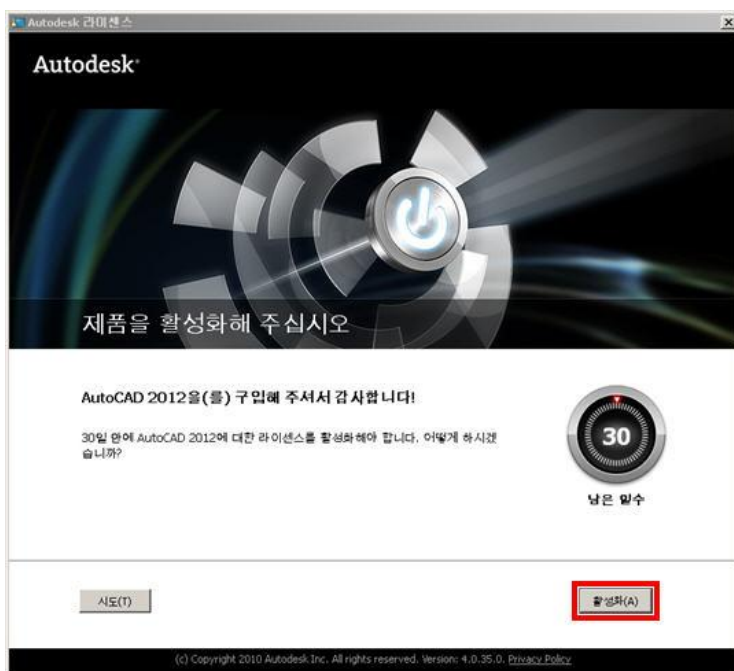 Autodesk 라이센스
Autodesk®
제품을 활성화해 주십시오
AutoCAD 2012을(를) 구입해 주셔서 감사합니다!
30일 안에 AutoCAD 2012에 대한 라이센스를 활성화해야 합니다. 어떻게 하시겠
습니까?
30
남은 일수
시도(T)
활성화(A)
(c) Copyright 2010 Autodesk Inc. All rights reserved. Version: 4.0.35.0. Privacy Policy